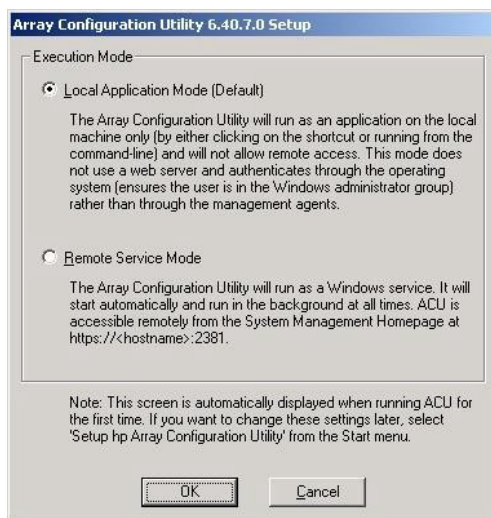 Array Configuration Utility 6.40.7.0 Setup
Execution Mode
Local Application Mode (Default)
The Array Configuration Utility will run as an application on the local
machine only (by either clicking on the shortcut or running from the
command-line) and will not allow remote access. This mode does
not use a web server and authenticates through the operating
system (ensures the user is in the Windows administrator group)
rather than through the management agents.
Remote Service Mode
The Array Configuration Utility will run as a Windows service. It will
start automatically and run in the background at all times. ACU is
accessible remotely from the System Management Homepage at
https://<hostname>:2381.
Note: This screen is automatically displayed when running ACU for
the first time. If you want to change these settings later, select
'Setup hp Array Configuration Utility' from the Start menu.
OK
Cancel